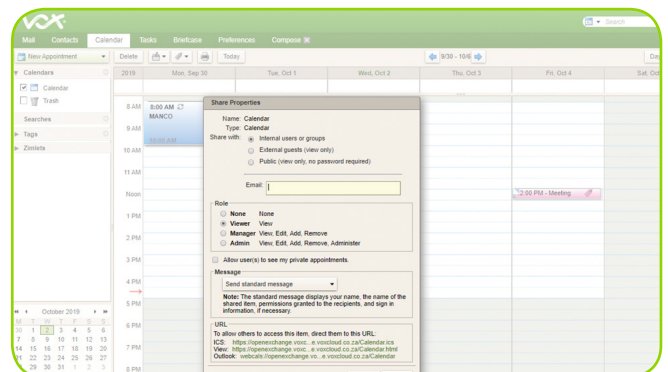 VOX
Search
Mail Contacts Calendar Tasks Briefcase Preferences Compose
New Appointment Delete Today 9/30 - 10/6 Day
Calendars 2019 Mon, Sep 30 Tue, Oct 1 Wed, Oct 2 Thu, Oct 3 Fri, Oct 4 Sat, Oct
Calendar
Trash
Searches
Tags
Zimlets
8 AM 8:00 AM
MANCO
9 AM
10:00 AM
10 AM
11 AM
Noon
1 PM
2 PM
3 PM
4 PM
5 PM
6 PM
7 PM
8 PM
2:00 PM - Meeting
Share Properties
Name: Calendar
Type: Calendar
Share with: Internal users or groups
External guests (view only)
Public (view only, no password required)
Email:
Role
None None
Viewer View
Manager View, Edit, Add, Remove
Admin View, Edit, Add, Remove, Administer
Allow user(s) to see my private appointments.
Message
Send standard message
Note: The standard message displays your name, the name of the
shared item, permissions granted to the recipients, and sign in
information, if necessary.
URL
To allow others to access this item, direct them to this URL:
ICS: https://openexchange.voxc...e.voxcloud.co.za/Calendar.ics
View: https://openexchange.voxc...e.voxcloud.co.za/Calendar.html
Outlook: webcals://openexchange.vo...e.voxcloud.co.za/Calendar
October 2019
M T W T F S S
30 1 2 3 4 5 6
7 8 9 10 11 12 13
14 15 16 17 18 19 20
21 22 23 24 25 26 27
29 30 31 1 2 3